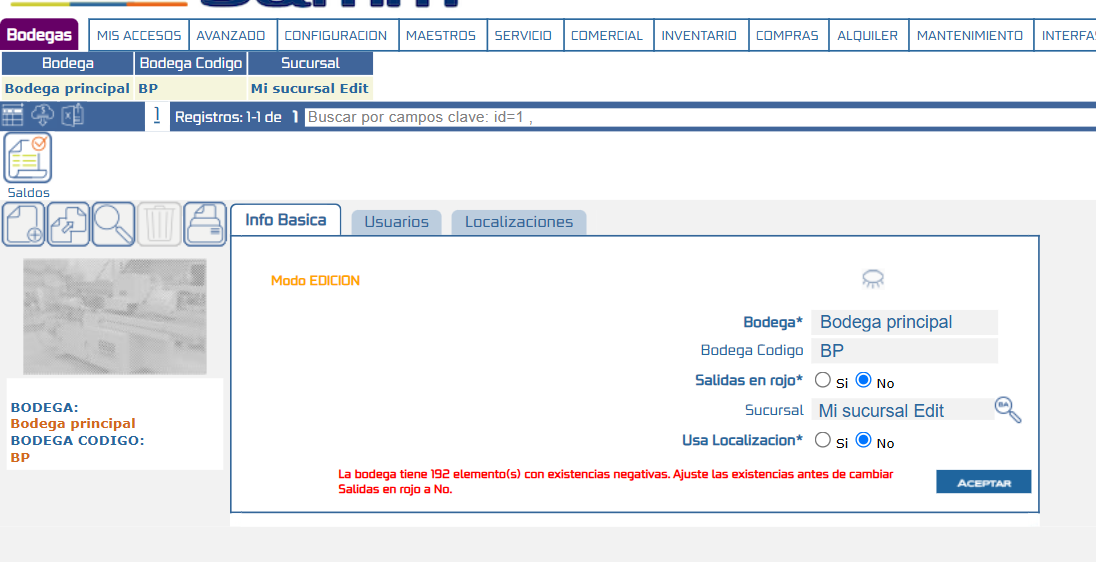 Bodegas MIS ACCESOS AVANZADO CONFIGURACION MAESTROS SERVICIO COMERCIAL INVENTARIO COMPRAS ALQUILER MANTENIMIENTO
Bodega Bodega Codigo Sucursal
Bodega principal BP Mi sucursal Edit
1 Registros: 1-1 de 1 Buscar por campos clave: id=1 ,
Saldos
Info Basica Usuarios Localizaciones
Modo EDICION
Bodega* Bodega principal
Bodega Codigo BP
Salidas en rojo* Si No
Sucursal Mi sucursal Edit BA
Usa Localizacion* Si No
La bodega tiene 192 elemento(s) con existencias negativas. Ajuste las existencias antes de cambiar
Salidas en rojo a No.
ACEPTAR
BODEGA:
Bodega principal
BODEGA CODIGO:
BP